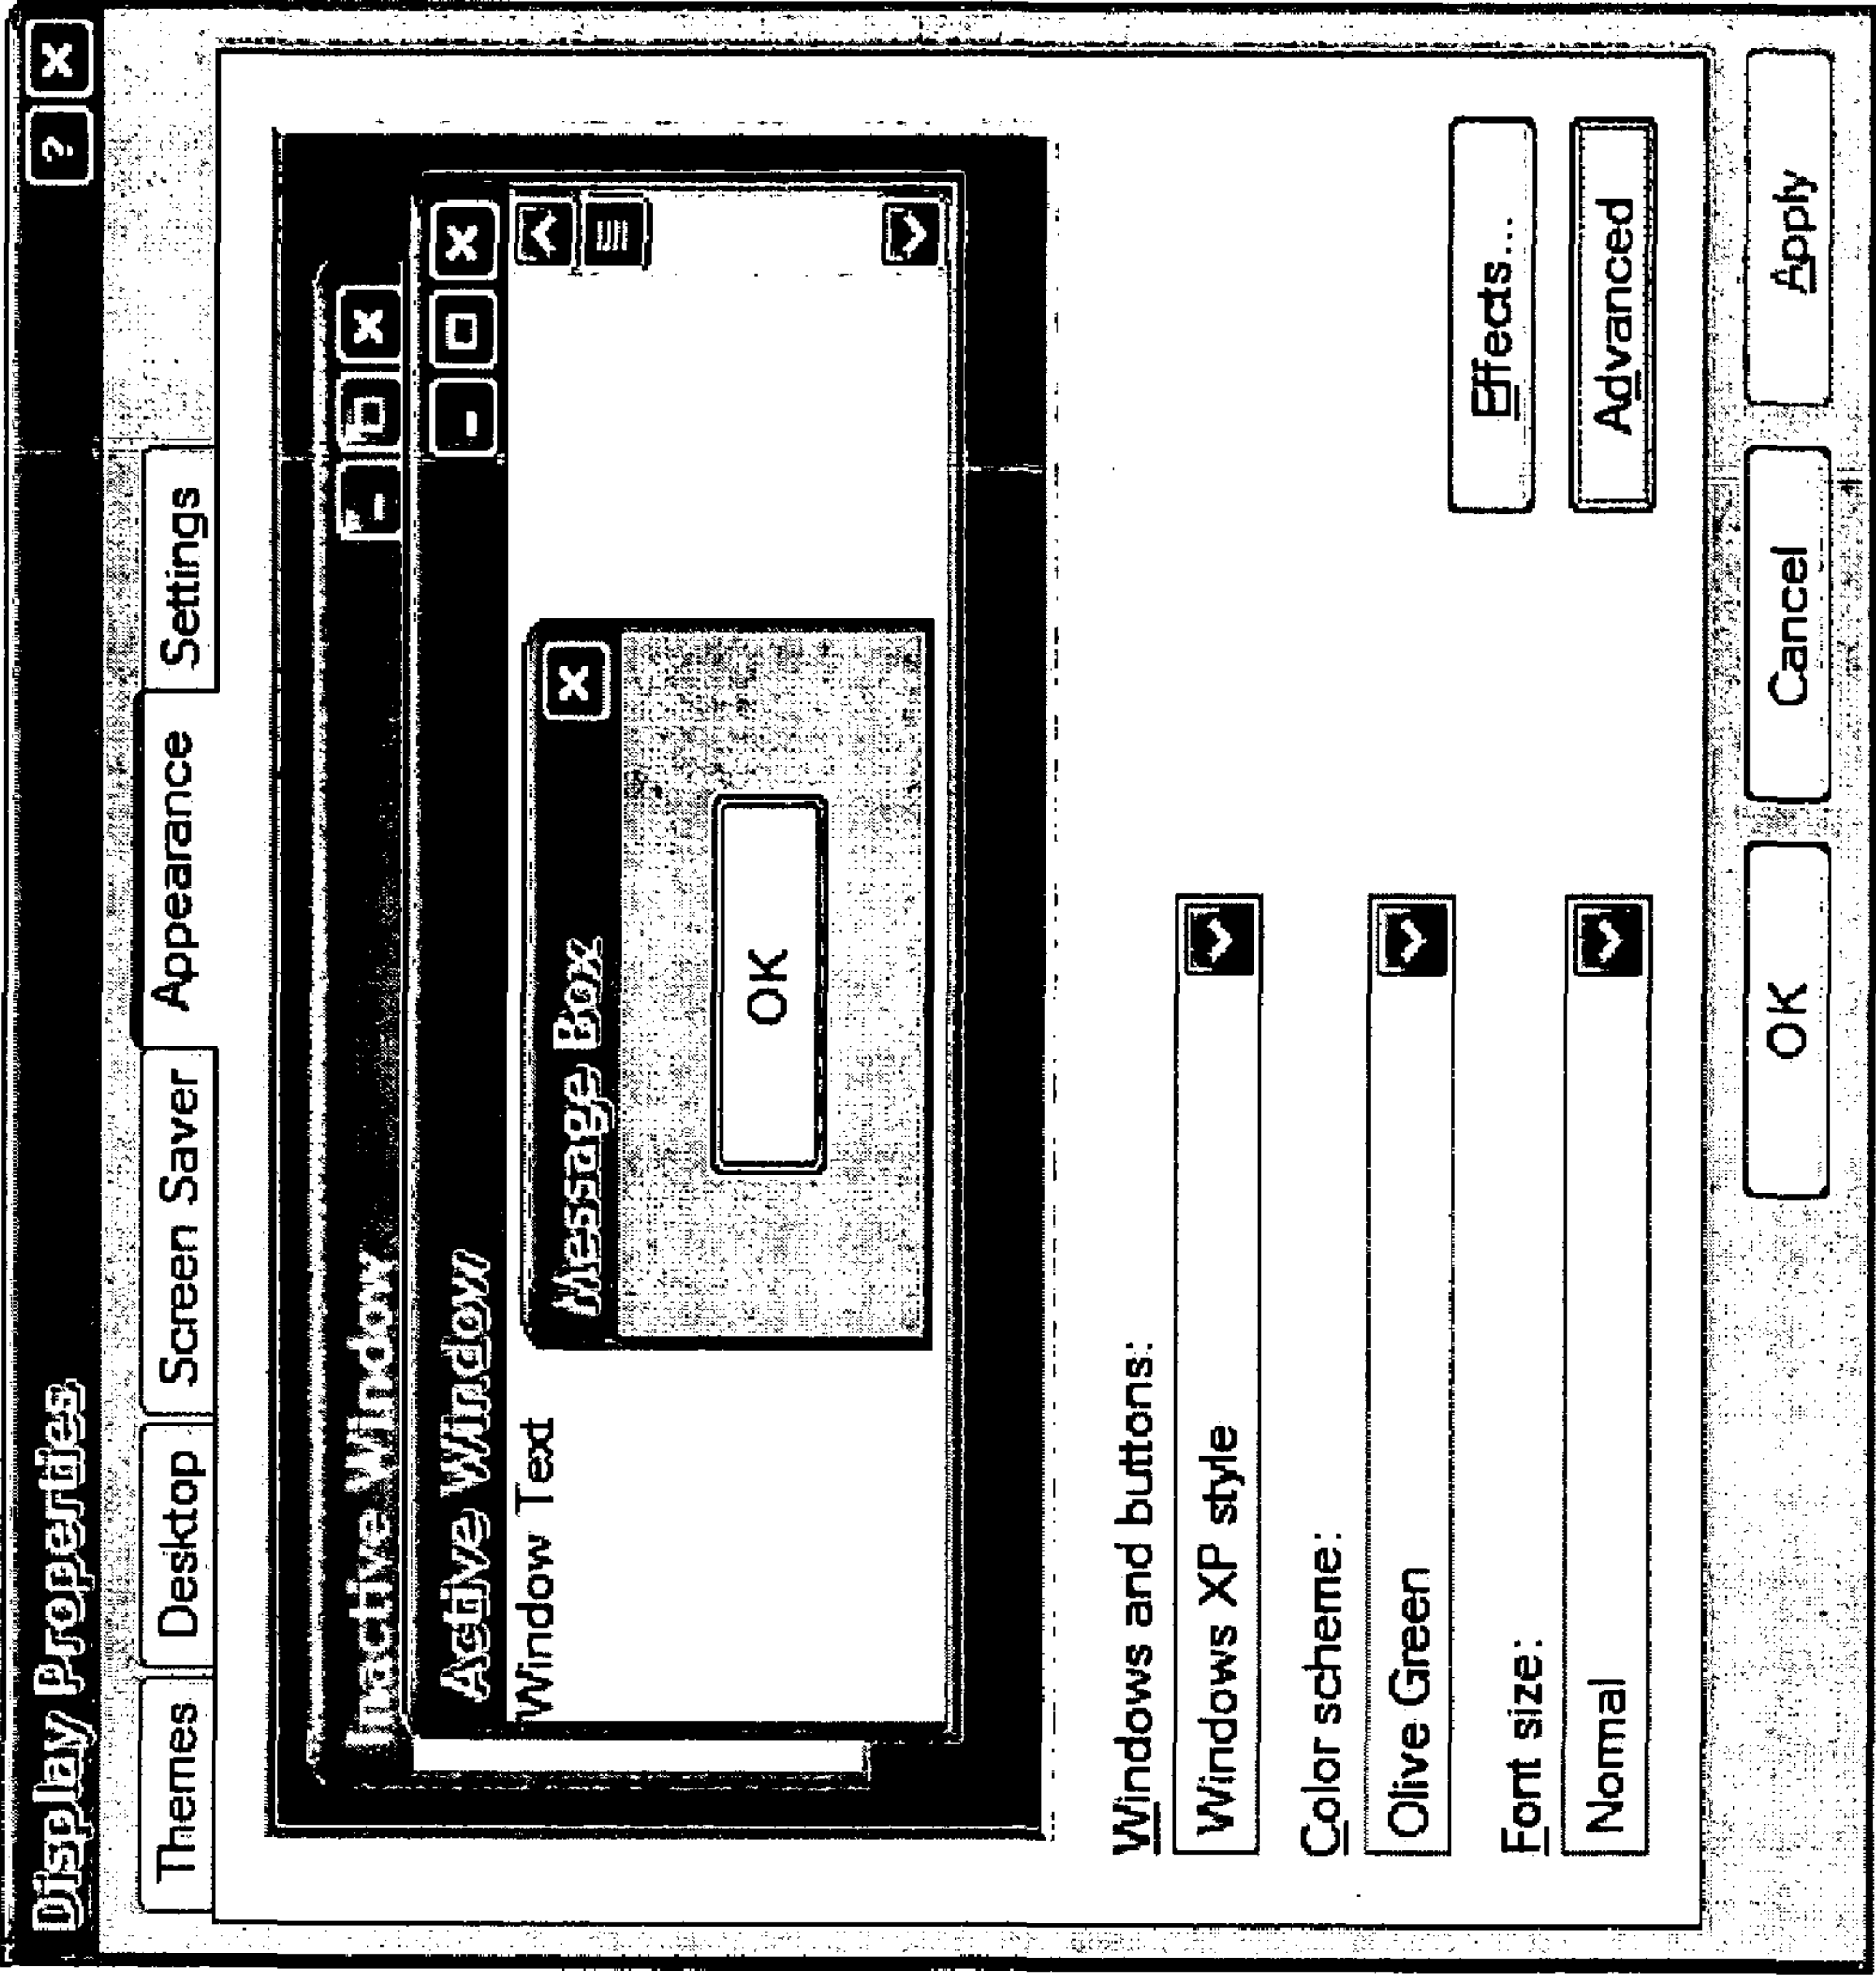 Display Properties
Themes Desktop Screen Saver Appearance Settings
Inactive Window
Active Window
Window Text
Message Box
OK
Windows and buttons:
Windows XP style
Color scheme:
Olive Green
Effects...
Font size:
Normal
Advanced
OK Cancel Apply